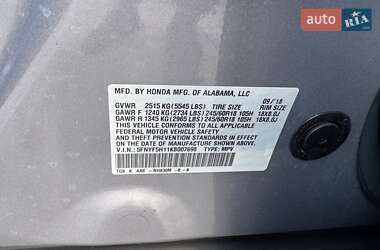 auto RIA
MFD. BY HONDA MFG. OF ALABAMA, LLC
09/18
GVWR 2515 KG(5545 LBS) TIRE SIZE RIM SIZE
GAWR F 1240 KG(2734 LBS) 245/60R18 105H 18X8.0J
GAWR R 1345 KG(2965 LBS) 245/60R18 105H 18X8.0J
THIS VEHICLE CONFORMS TO ALL APPLICABLE
FEDERAL MOTOR VEHICLE SAFETY AND
THEFT PREVENTION STANDARDS IN EFFECT ON
THE DATE OF MANUFACTURE SHOWN ABOVE.
V.I.N.: TYPE: MPV